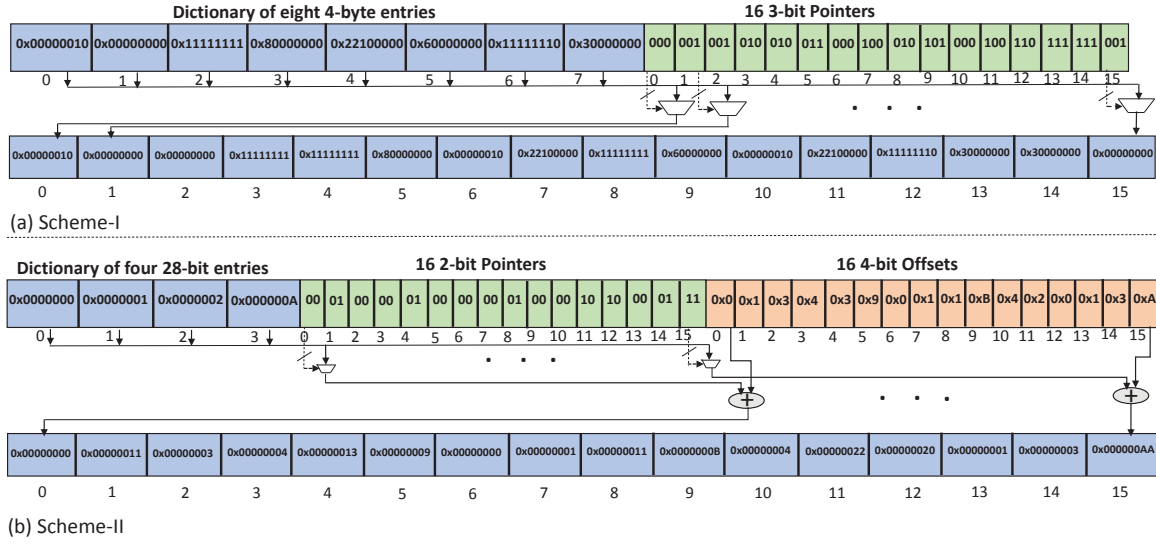 Dictionary of eight 4-byte entries 16 3-bit Pointers
0x00000010 0x00000000 0x11111111 0x80000000 0x22100000 0x60000000 0x11111110 0x30000000 000 001 001 010 010 011 000 100 010 101 000 100 110 111 111 001
0 1 2 3 4 5 6 7 0 1 2 3 4 5 6 7 8 9 10 11 12 13 14 15
. . .
0x00000010 0x00000000 0x00000000 0x11111111 0x11111111 0x80000000 0x00000010 0x22100000 0x11111111 0x60000000 0x00000010 0x22100000 0x11111110 0x30000000 0x30000000 0x00000000
0 1 2 3 4 5 6 7 8 9 10 11 12 13 14 15
(a) Scheme-I
Dictionary of four 28-bit entries 16 2-bit Pointers 16 4-bit Offsets
0x0000000 0x0000001 0x0000002 0x000000A 00 01 00 00 01 00 00 00 01 00 00 10 10 00 01 11 0x0 0x1 0x3 0x4 0x3 0x9 0x0 0x1 0x1 0xB 0x4 0x2 0x0 0x1 0x3 0xA
0 1 2 3 0 1 2 3 4 5 6 7 8 9 10 11 12 13 14 15 0 1 2 3 4 5 6 7 8 9 10 11 12 13 14 15
. . .
+ . . . +
0x00000000 0x00000011 0x00000003 0x00000004 0x00000013 0x00000009 0x00000000 0x00000001 0x00000011 0x0000000B 0x00000004 0x00000022 0x00000020 0x00000001 0x00000003 0x000000AA
0 1 2 3 4 5 6 7 8 9 10 11 12 13 14 15
(b) Scheme-II